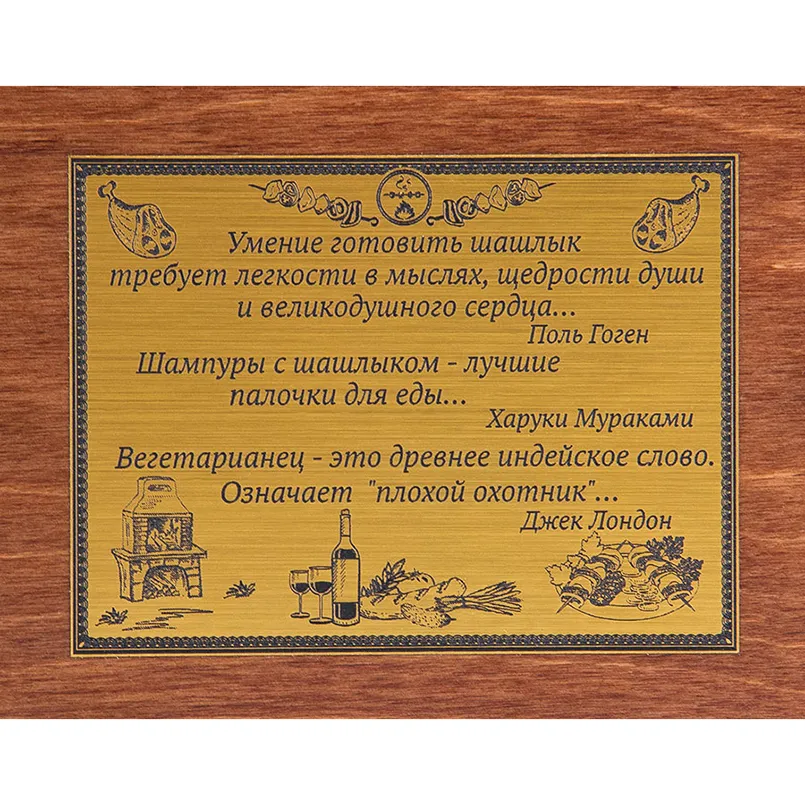 Умение готовить шашлык
требует легкости в мыслях, щедрости души
и великодушного сердца...
Поль Гоген
Шампуры с шашлыком - лучшие
палочки для еды...
Харуки Мураками
Вегетарианец - это древнее индейское слово.
Означает "плохой охотник"...
Джек Лондон